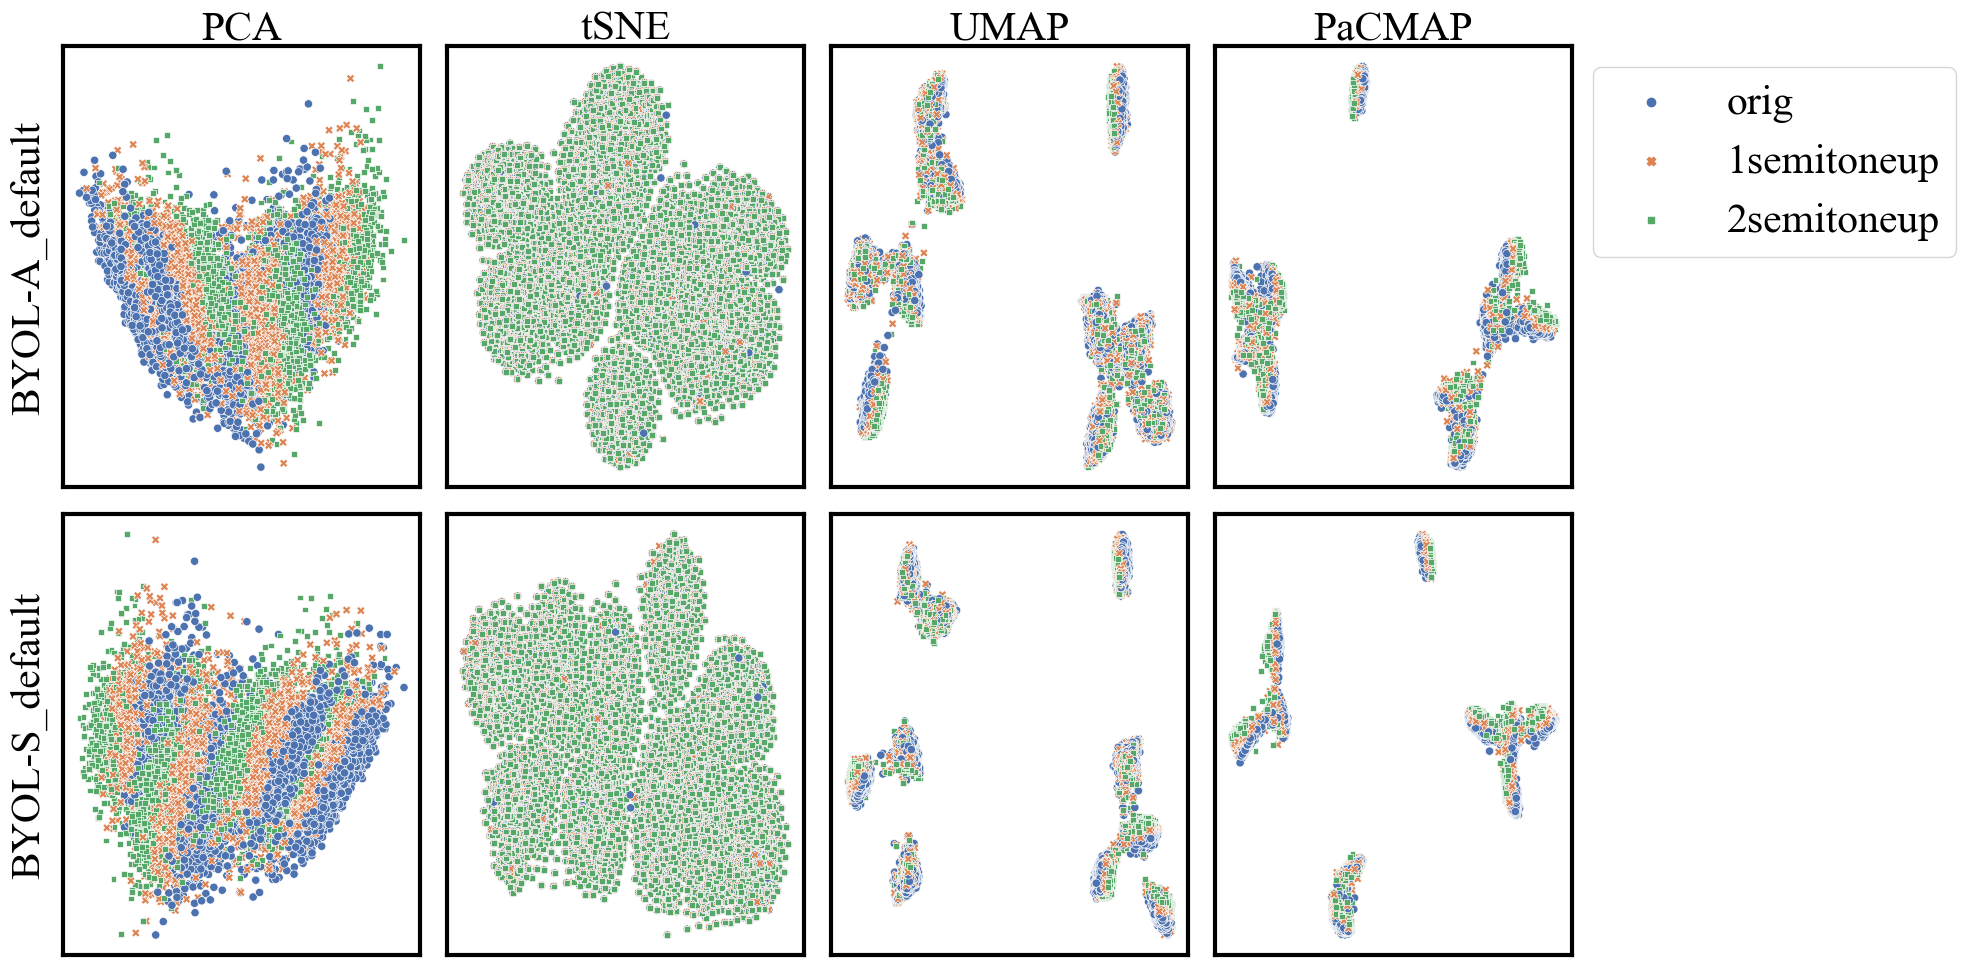 PCA
tSNE
UMAP
PaCMAP
orig
1semitoneup
2semitoneup
BYOL-A_default
BYOL-S_default